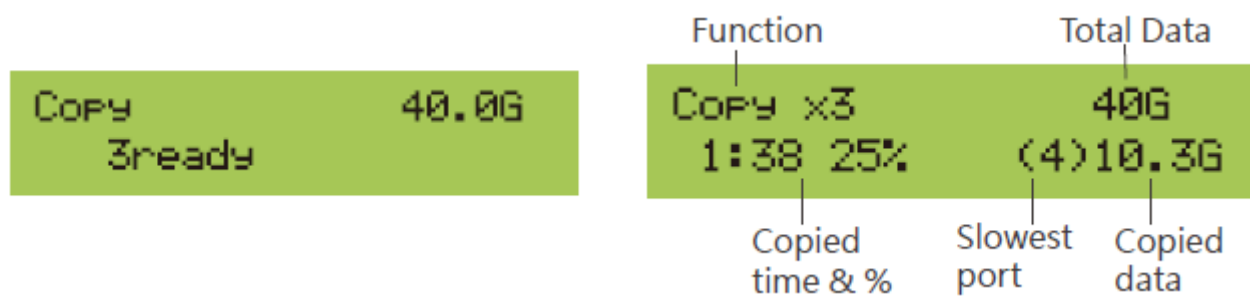 Function Total Data
Copy 40.0G
3ready
Copy x3 40G
1:38 25% (4)10.3G
Copied time & %
Slowest port
Copied data